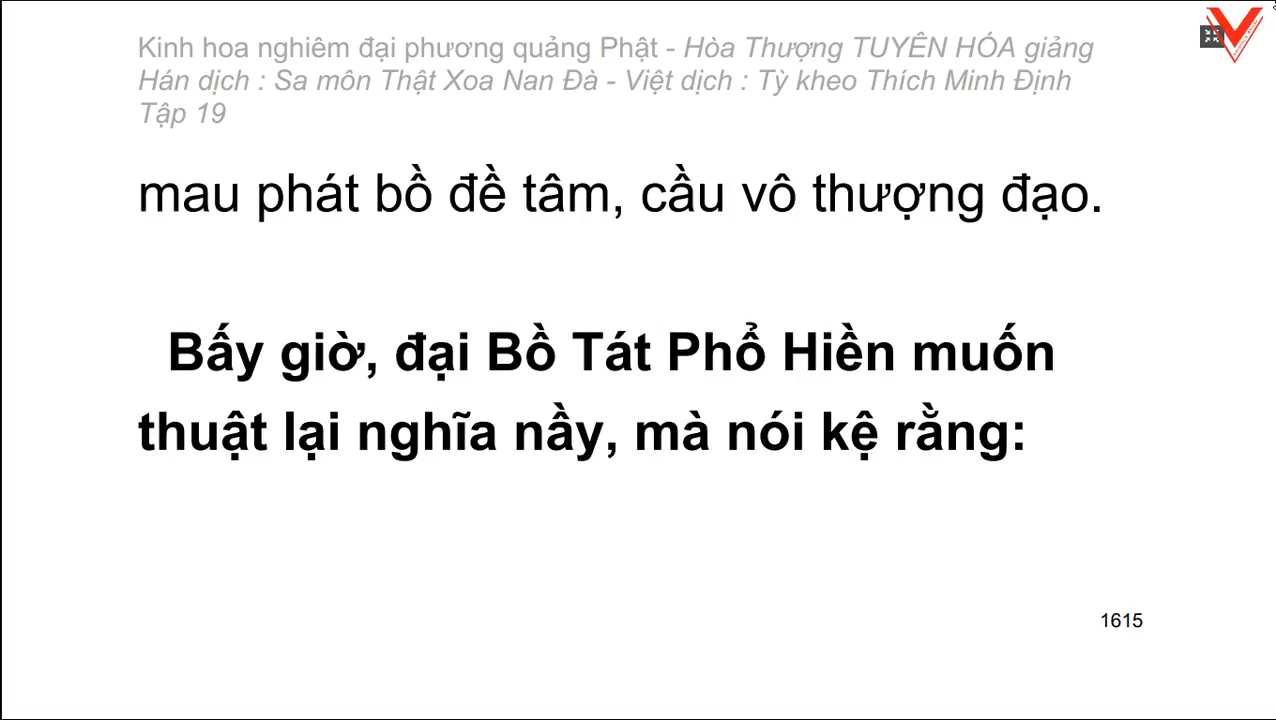 Kinh hoa nghiêm đại phương quảng Phật - Hòa Thượng TUYÊN HÓA giảng
Hán dịch : Sa môn Thật Xoa Nan Đà - Việt dịch : Tỳ kheo Thích Minh Định
Tập 19
mau phát bồ đề tâm, cầu vô thượng đạo.
Bấy giờ, đại Bồ Tát Phổ Hiền muốn
thuật lại nghĩa nầy, mà nói kệ rằng:
1615